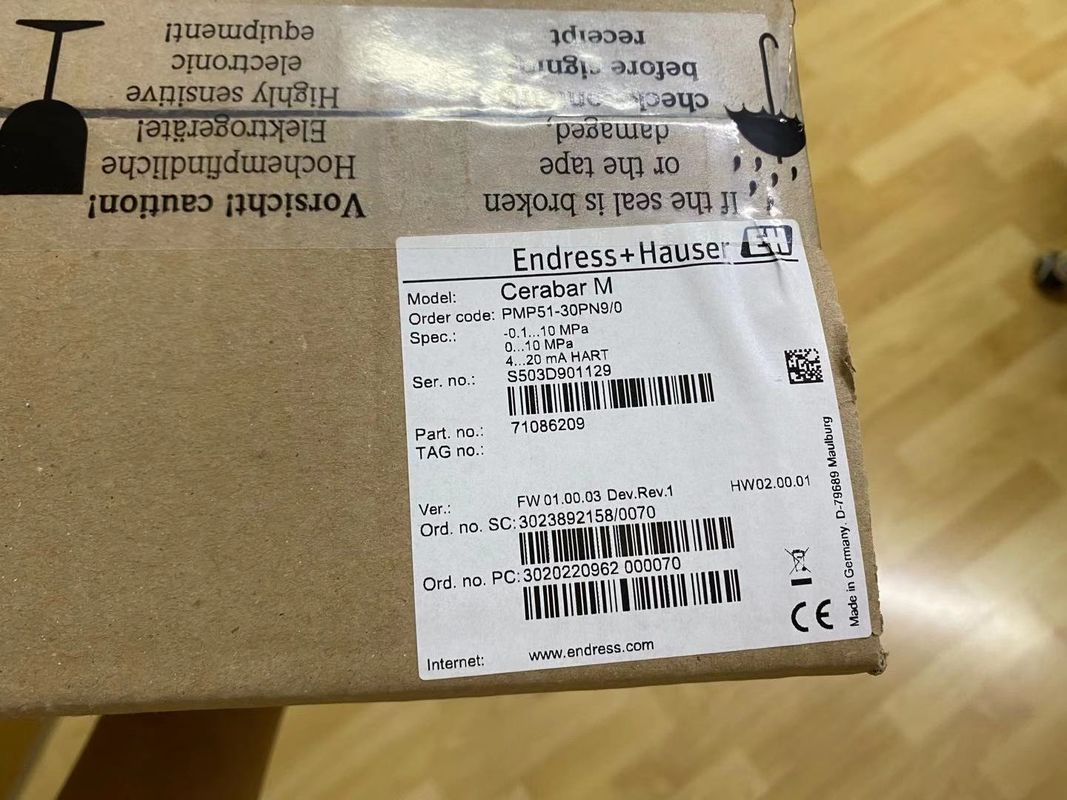 Vorsicht! caution!
Hochempfindliche
Elektrogeräte!
Highly sensitive
electronic
equipment!
If the seal is broken
or the tape
damaged,
check
before
receipt
Endress+Hauser
EH
Model: Cerabar M
Order code: PMP51-30PN9/0
Spec.: -0.1...10 MPa
0...10 MPa
4...20 mA HART
Ser. no.: S503D901129
Part. no.: 71086209
TAG no.:
Ver.: FW 01.00.03 Dev.Rev.1 HW02.00.01
Ord. no. SC: 3023892158/0070
Ord. no. PC: 3020220962 000070
Internet: www.endress.com
CE
Made in Germany. D-79689 Maulburg